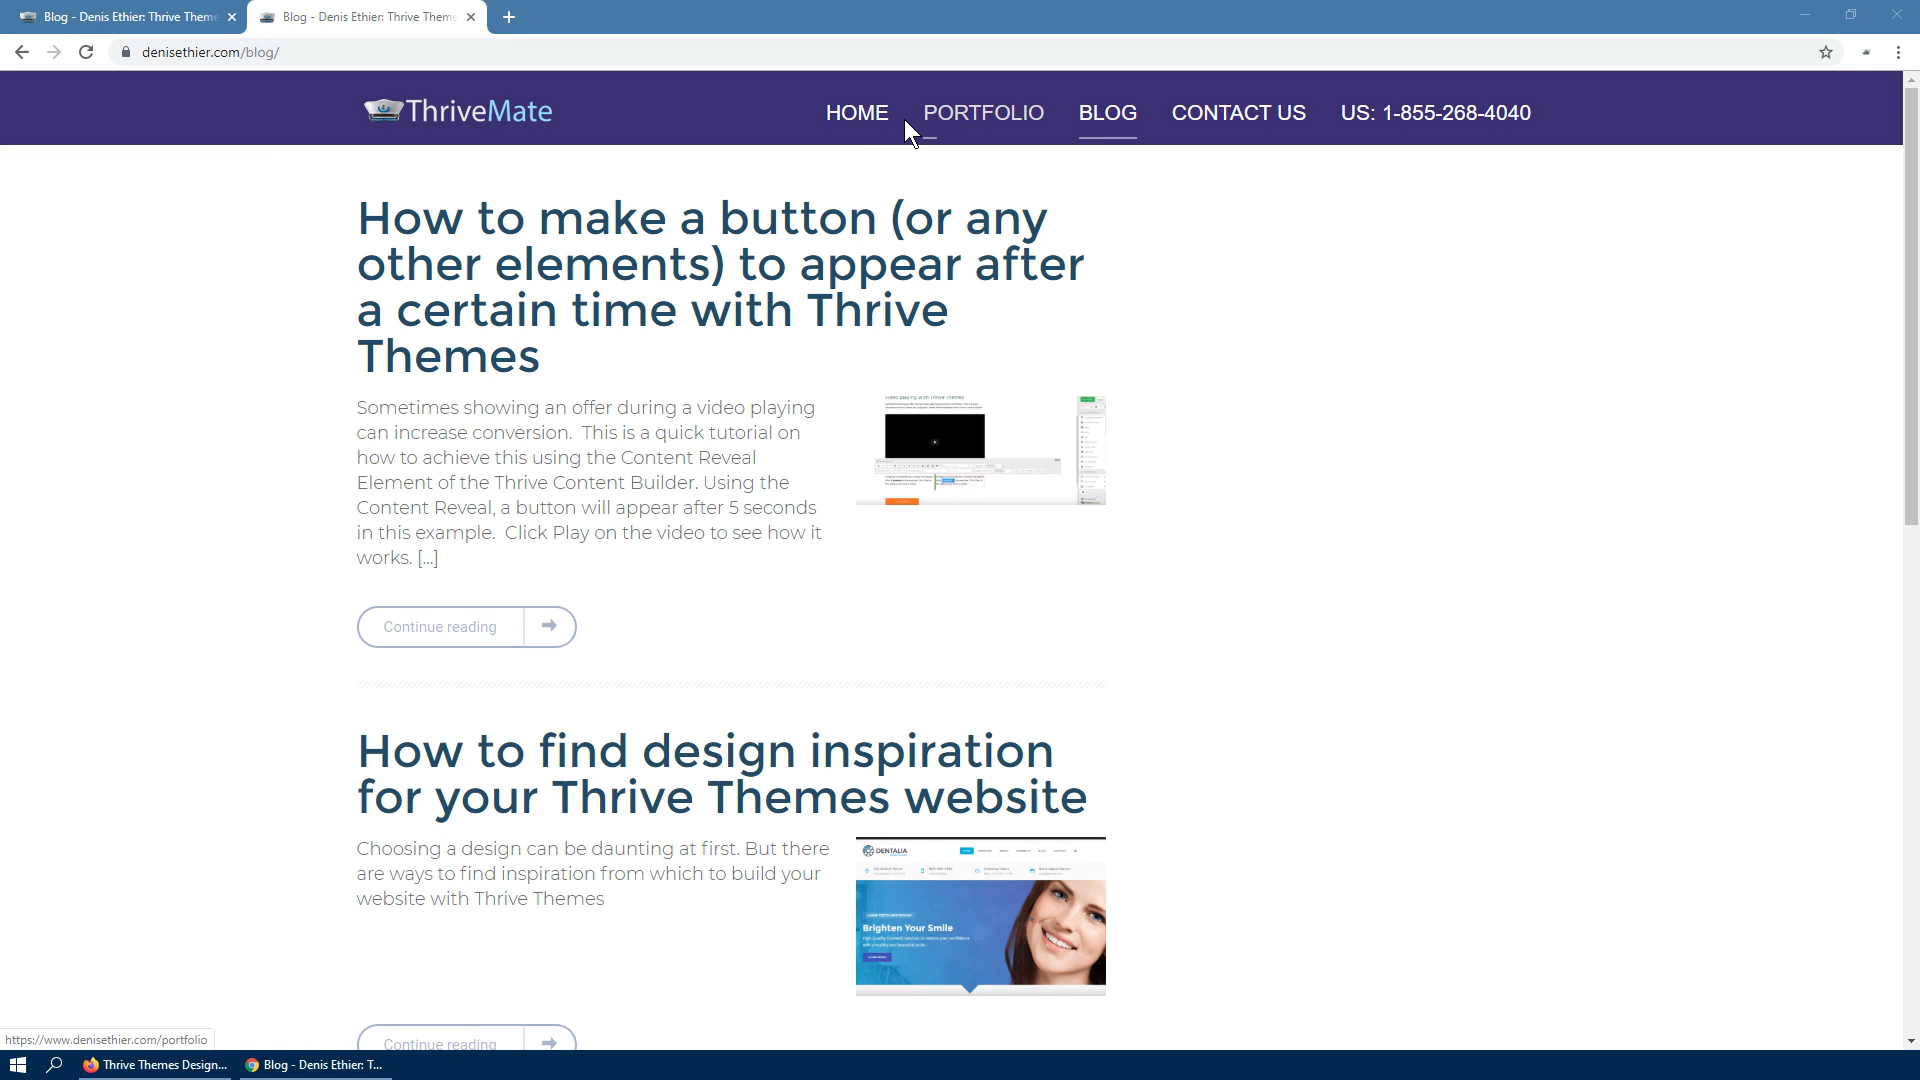 Blog - Denis Ethier: Thrive Theme
Blog - Denis Ethier: Thrive Theme
denisethier.com/blog/
ThriveMate
HOME
PORTFOLIO
BLOG
CONTACT US
US: 1-855-268-4040
How to make a button (or any
other elements) to appear after
a certain time with Thrive
Themes
Sometimes showing an offer during a video playing
can increase conversion.  This is a quick tutorial on
how to achieve this using the Content Reveal
Element of the Thrive Content Builder. Using the
Content Reveal, a button will appear after 5 seconds
in this example.  Click Play on the video to see how it
works. [...]
video playing with Thrive Themes
Continue reading
How to find design inspiration
for your Thrive Themes website
Choosing a design can be daunting at first. But there
are ways to find inspiration from which to build your
website with Thrive Themes
DENTALIA
Brighten Your Smile
LEARN MORE
Continue reading
https://www.denisethier.com/portfolio
Thrive Themes Design...
Blog - Denis Ethier: T...